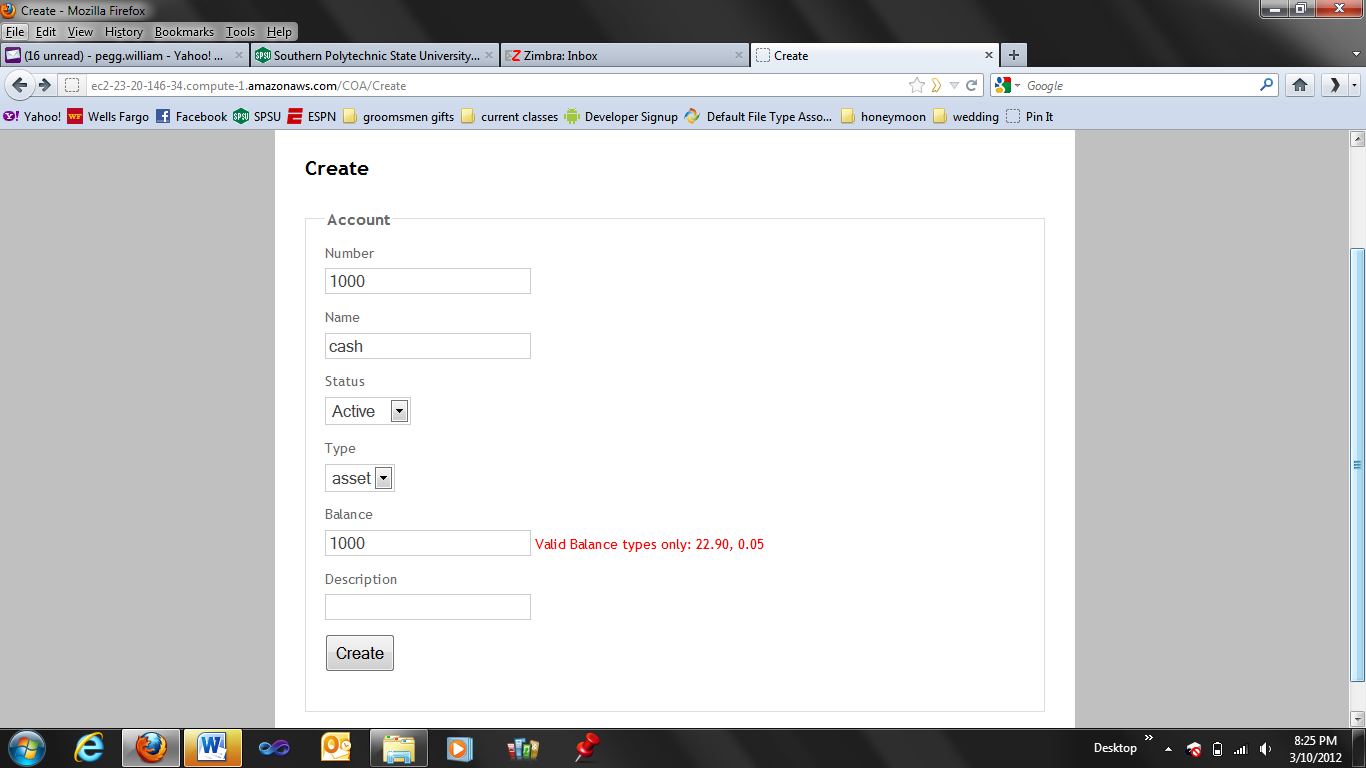 Create - Mozilla Firefox
File Edit View History Bookmarks Tools Help
(16 unread) - pegg.william - Yahoo! ...
Southern Polytechnic State University,...
Zimbra: Inbox
Create
ec2-23-20-146-34.compute-1.amazonaws.com/COA/Create
Google
Yahoo! Wells Fargo Facebook SPSU ESPN groomsmen gifts current classes Developer Signup Default File Type Asso... honeymoon wedding Pin It
Create
Account
Number
1000
Name
cash
Status
Active
Type
asset
Balance
1000 Valid Balance types only: 22.90, 0.05
Description
Create
Desktop
8:25 PM
3/10/2012